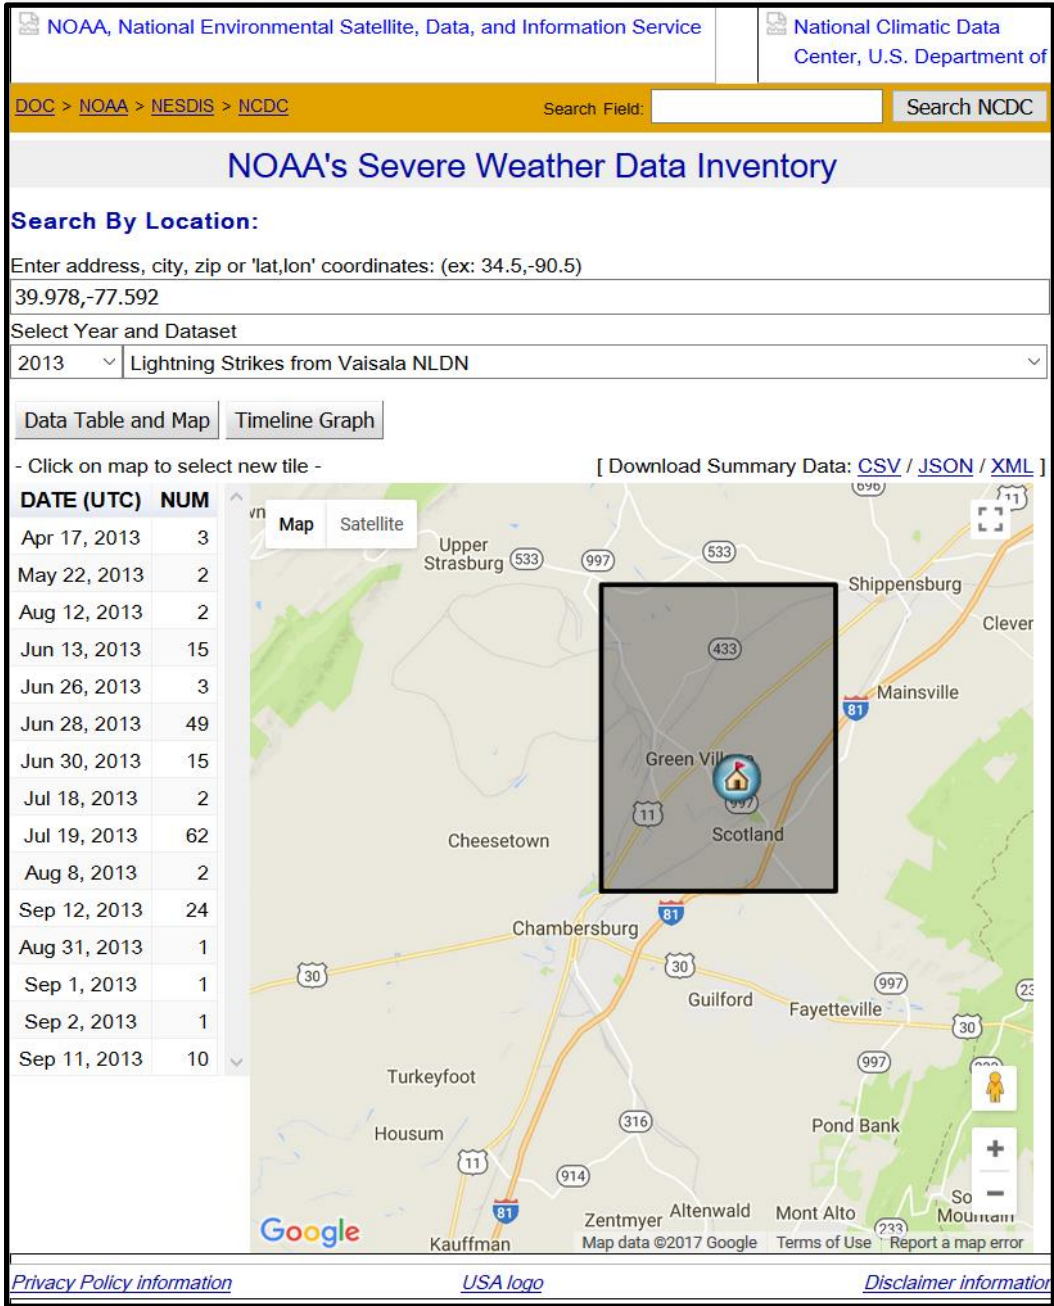 NOAA, National Environmental Satellite, Data, and Information Service
National Climatic Data
Center, U.S. Department of
DOC > NOAA > NESDIS > NCDC
Search Field:
Search NCDC
NOAA's Severe Weather Data Inventory
Search By Location:
Enter address, city, zip or 'lat,lon' coordinates: (ex: 34.5,-90.5)
39.978,-77.592
Select Year and Dataset
2013 Lightning Strikes from Vaisala NLDN
Data Table and Map Timeline Graph
- Click on map to select new tile -
[ Download Summary Data: CSV / JSON / XML ]
DATE (UTC) NUM
Apr 17, 2013 3
May 22, 2013 2
Aug 12, 2013 2
Jun 13, 2013 15
Jun 26, 2013 3
Jun 28, 2013 49
Jun 30, 2013 15
Jul 18, 2013 2
Jul 19, 2013 62
Aug 8, 2013 2
Sep 12, 2013 24
Aug 31, 2013 1
Sep 1, 2013 1
Sep 2, 2013 1
Sep 11, 2013 10
Map Satellite
696
11
Upper
Strasburg
533
997
533
Shippensburg
Clever
433
Mainsville
81
Green Vil
11
997
Scotland
Cheesetown
81
Chambersburg
30
30
Guilford
997
Fayetteville
30
997
Turkeyfoot
316
Pond Bank
Housum
11
914
+
−
81
Altenwald
Zentmyer
Mont Alto
233
So
Mountain
Kauffman
Google
Map data ©2017 Google Terms of Use Report a map error
Privacy Policy information
USA logo
Disclaimer information